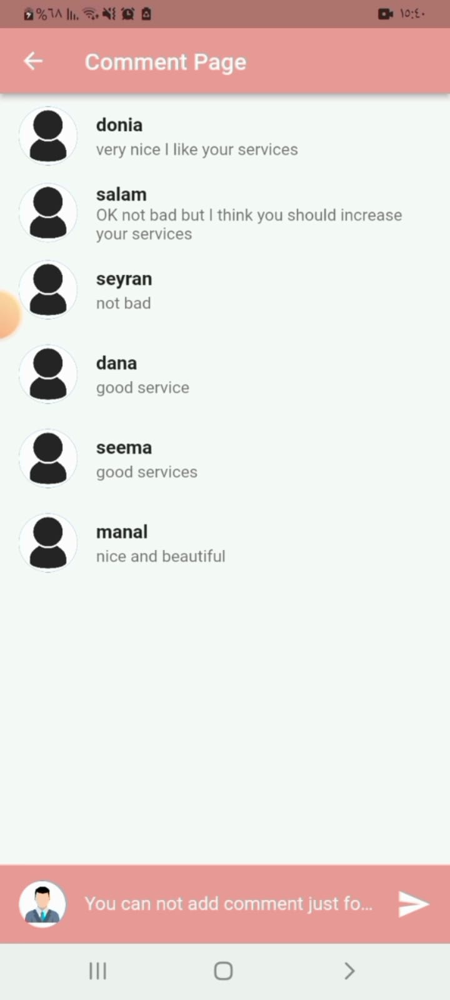 %٦٨ ١٥:٤٠
Comment Page
donia
very nice I like your services
salam
OK not bad but I think you should increase
your services
seyran
not bad
dana
good service
seema
good services
manal
nice and beautiful
You can not add comment just fo...